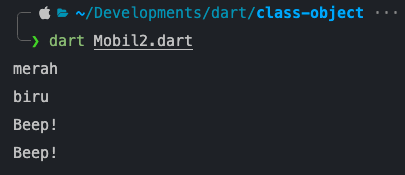 ~/Developments/dart/class-object ···
❯ dart Mobil2.dart
merah
biru
Beep!
Beep!